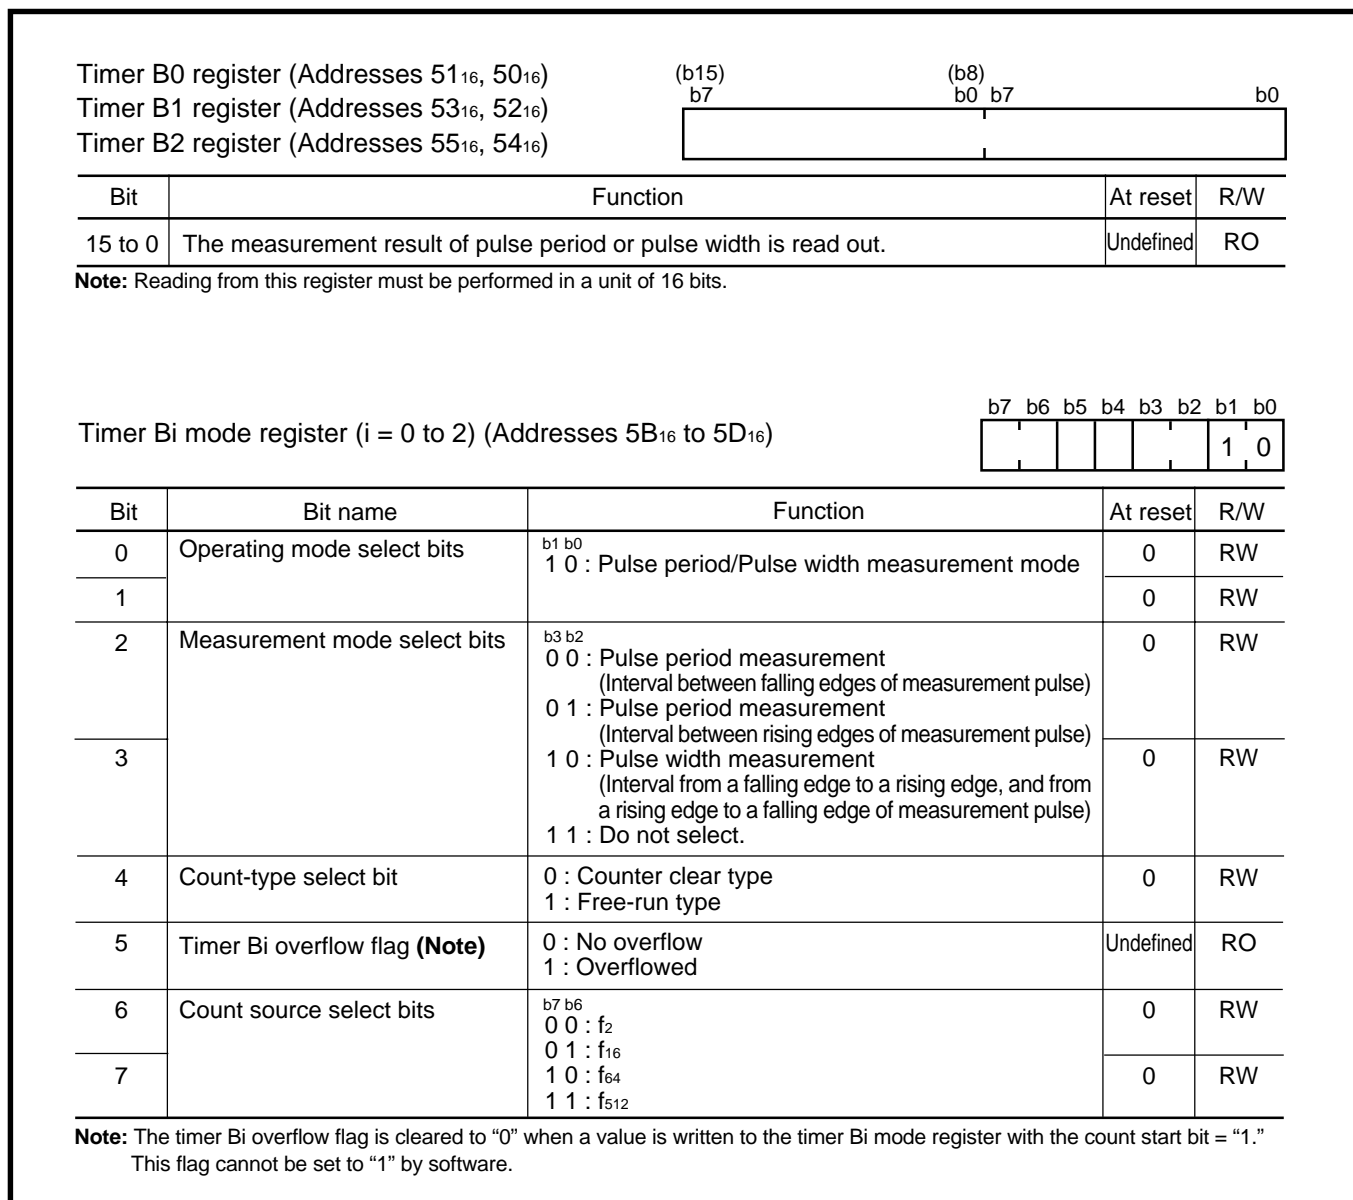 Timer B0 register (Addresses 51₁₆, 50₁₆)
Timer B1 register (Addresses 53₁₆, 52₁₆)
Timer B2 register (Addresses 55₁₆, 54₁₆)
(b15) (b8)
b7 b0 b7 b0
Bit Function At reset R/W
15 to 0 The measurement result of pulse period or pulse width is read out. Undefined RO
Note: Reading from this register must be performed in a unit of 16 bits.
b7 b6 b5 b4 b3 b2 b1 b0
Timer Bi mode register (i = 0 to 2) (Addresses 5B₁₆ to 5D₁₆)
1 0
Bit Bit name Function At reset R/W
0 Operating mode select bits b1 b0 0 RW
1 0 : Pulse period/Pulse width measurement mode
1 0 RW
2 Measurement mode select bits b3 b2 0 RW
0 0 : Pulse period measurement
(Interval between falling edges of measurement pulse)
0 1 : Pulse period measurement
(Interval between rising edges of measurement pulse)
3 1 0 : Pulse width measurement 0 RW
(Interval from a falling edge to a rising edge, and from
a rising edge to a falling edge of measurement pulse)
1 1 : Do not select.
4 Count-type select bit 0 : Counter clear type 0 RW
1 : Free-run type
5 Timer Bi overflow flag (Note) 0 : No overflow Undefined RO
1 : Overflowed
6 Count source select bits b7 b6 0 RW
0 0 : f₂
0 1 : f₁₆
7 1 0 : f₆₄ 0 RW
1 1 : f₅₁₂
Note: The timer Bi overflow flag is cleared to “0” when a value is written to the timer Bi mode register with the count start bit = “1.”
This flag cannot be set to “1” by software.